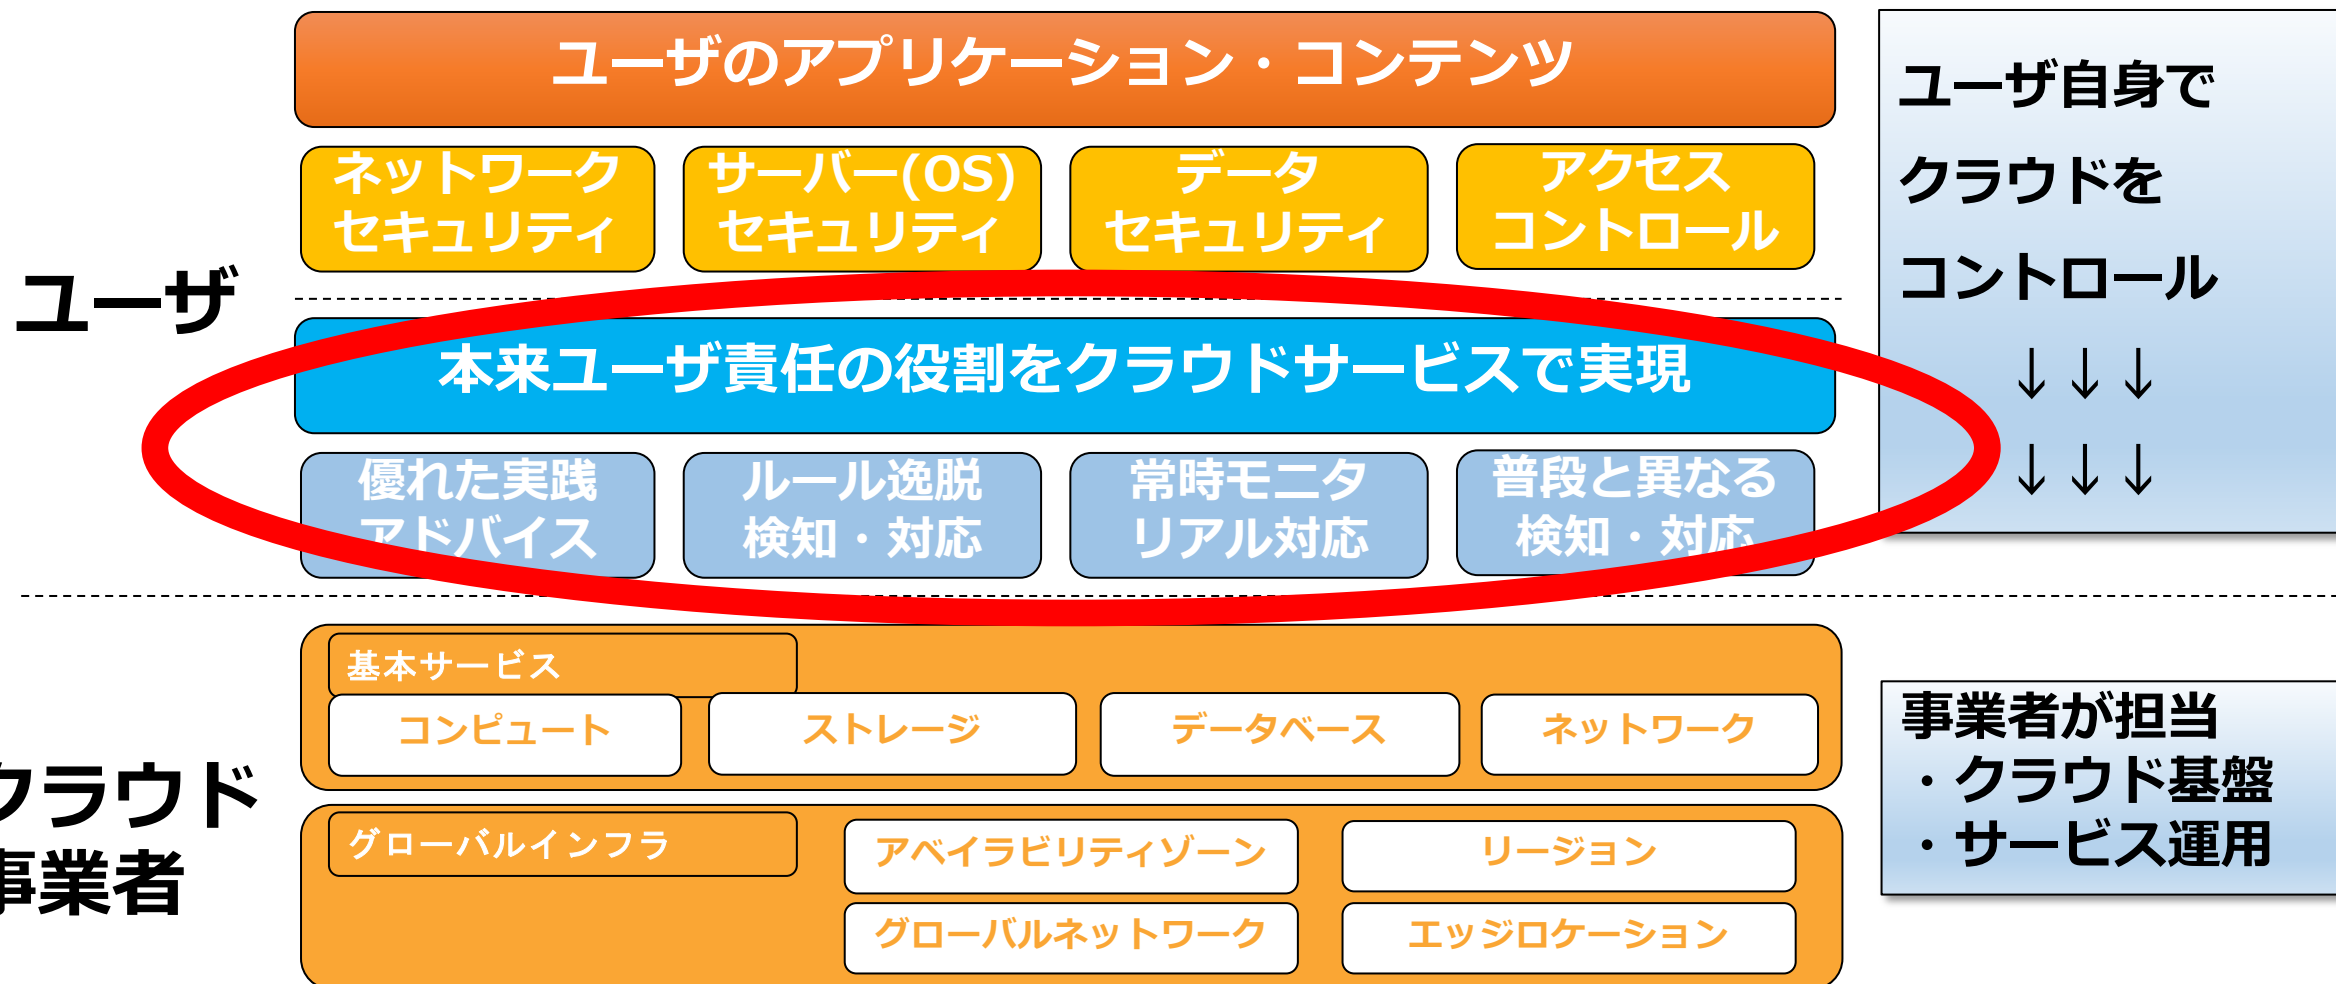 ユーザのアプリケーション・コンテンツ
ネットワーク
セキュリティ
サーバー(OS)
セキュリティ
データ
セキュリティ
アクセス
コントロール
ユーザ
本来ユーザ責任の役割をクラウドサービスで実現
優れた実践
アドバイス
ルール逸脱
検知・対応
常時モニタ
リアル対応
普段と異なる
検知・対応
ユーザ自身で
クラウドを
コントロール
↓↓↓
↓↓↓
クラウド
事業者
基本サービス
コンピュート
ストレージ
データベース
ネットワーク
グローバルインフラ
アベイラビリティゾーン
リージョン
グローバルネットワーク
エッジロケーション
事業者が担当
・クラウド基盤
・サービス運用